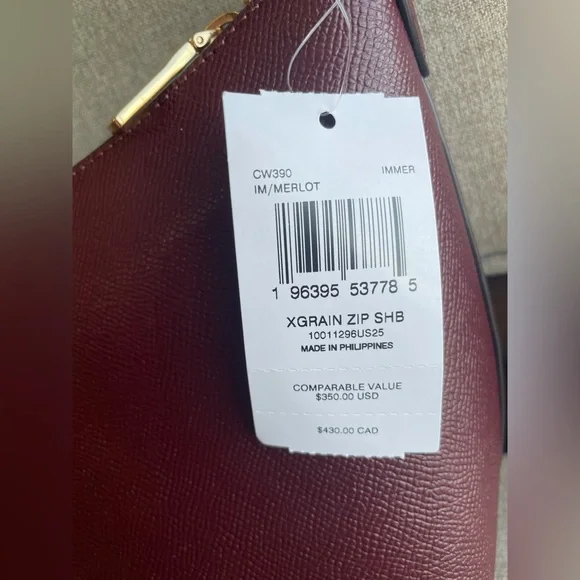 CW390 IMMER
IM/MERLOT
1 96395 53778 5
XGRAIN ZIP SHB
10011296US25
MADE IN PHILIPPINES
COMPARABLE VALUE
$350.00 USD
$430.00 CAD